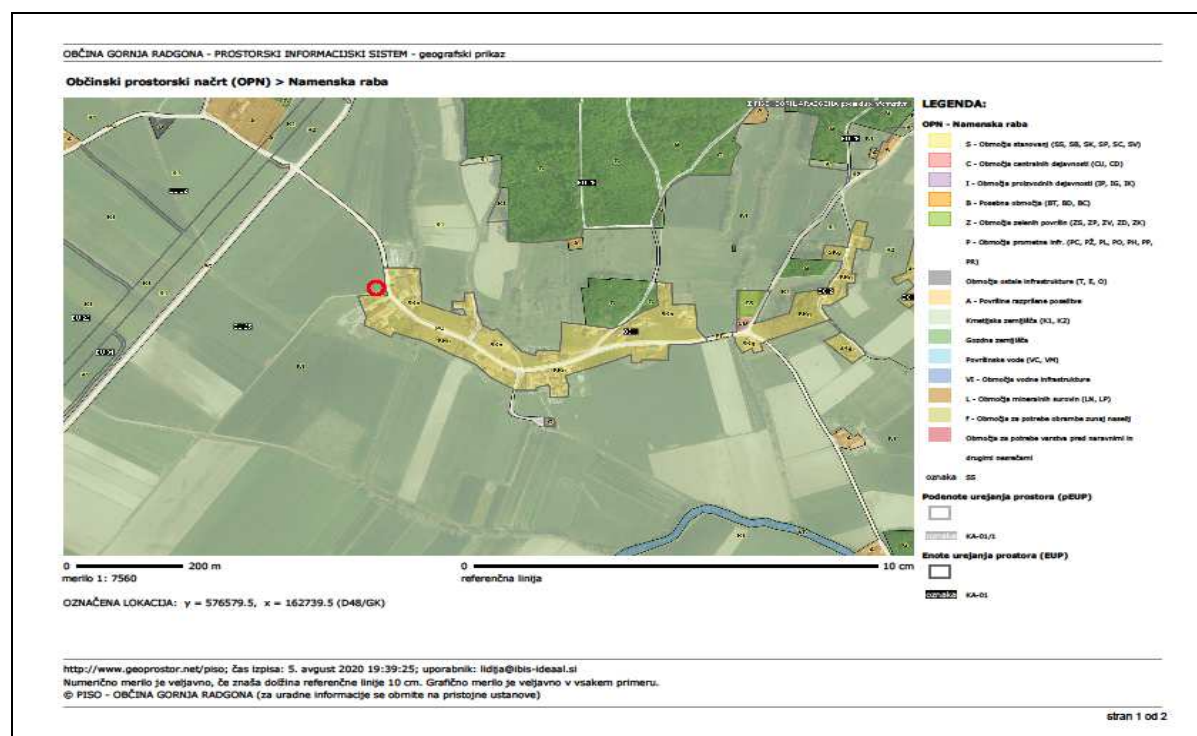 OBČINA GORNJA RADGONA - PROSTORSKI INFORMACIJSKI SISTEM - geografski prikaz
Občinski prostorski načrt (OPN) > Namenska raba
LEGENDA:
OPN - Namenska raba
S - Območja stanovanj (SS, SB, SK, SP, SC, SV)
C - Območja centralnih dejavnosti (CU, CD)
I - Območja proizvodnih dejavnosti (IP, IG, IK)
B - Posebna območja (BT, BD, BC)
Z - Območja zelenih površin (ZS, ZP, ZV, ZD, ZK)
P - Območja prometne infr. (PC, PŽ, PL, PO, PH, PP,
PR)
Območja ostale infrastrukture (T, E, O)
A - Površine razpršene poselitve
Kmetijska zemljišča (K1, K2)
Gozdna zemljišča
Površinske vode (VC, VM)
VI - Območja vodne infrastrukture
L - Območja mineralnih surovin (LN, LP)
F - Območja za potrebe obrambe zunaj naselij
Območja za potrebe varstva pred naravnimi in
drugimi nesrečami
oznaka SS
Podenote urejanja prostora (pEUP)
oznaka KA-01/1
Enote urejanja prostora (EUP)
oznaka KA-01
0 200 m
merilo 1: 7560
0 10 cm
referenčna linija
OZNAČENA LOKACIJA: y = 576579.5, x = 162739.5 (D48/GK)
http://www.geoprostor.net/piso; čas izpisa: 5. avgust 2020 19:39:25; uporabnik: lidija@ibis-ideaal.si
Numerično merilo je veljavno, če znaša dolžina referenčne linije 10 cm. Grafično merilo je veljavno v vsakem primeru.
© PISO - OBČINA GORNJA RADGONA (za uradne informacije se obrnite na pristojne ustanove)
stran 1 od 2